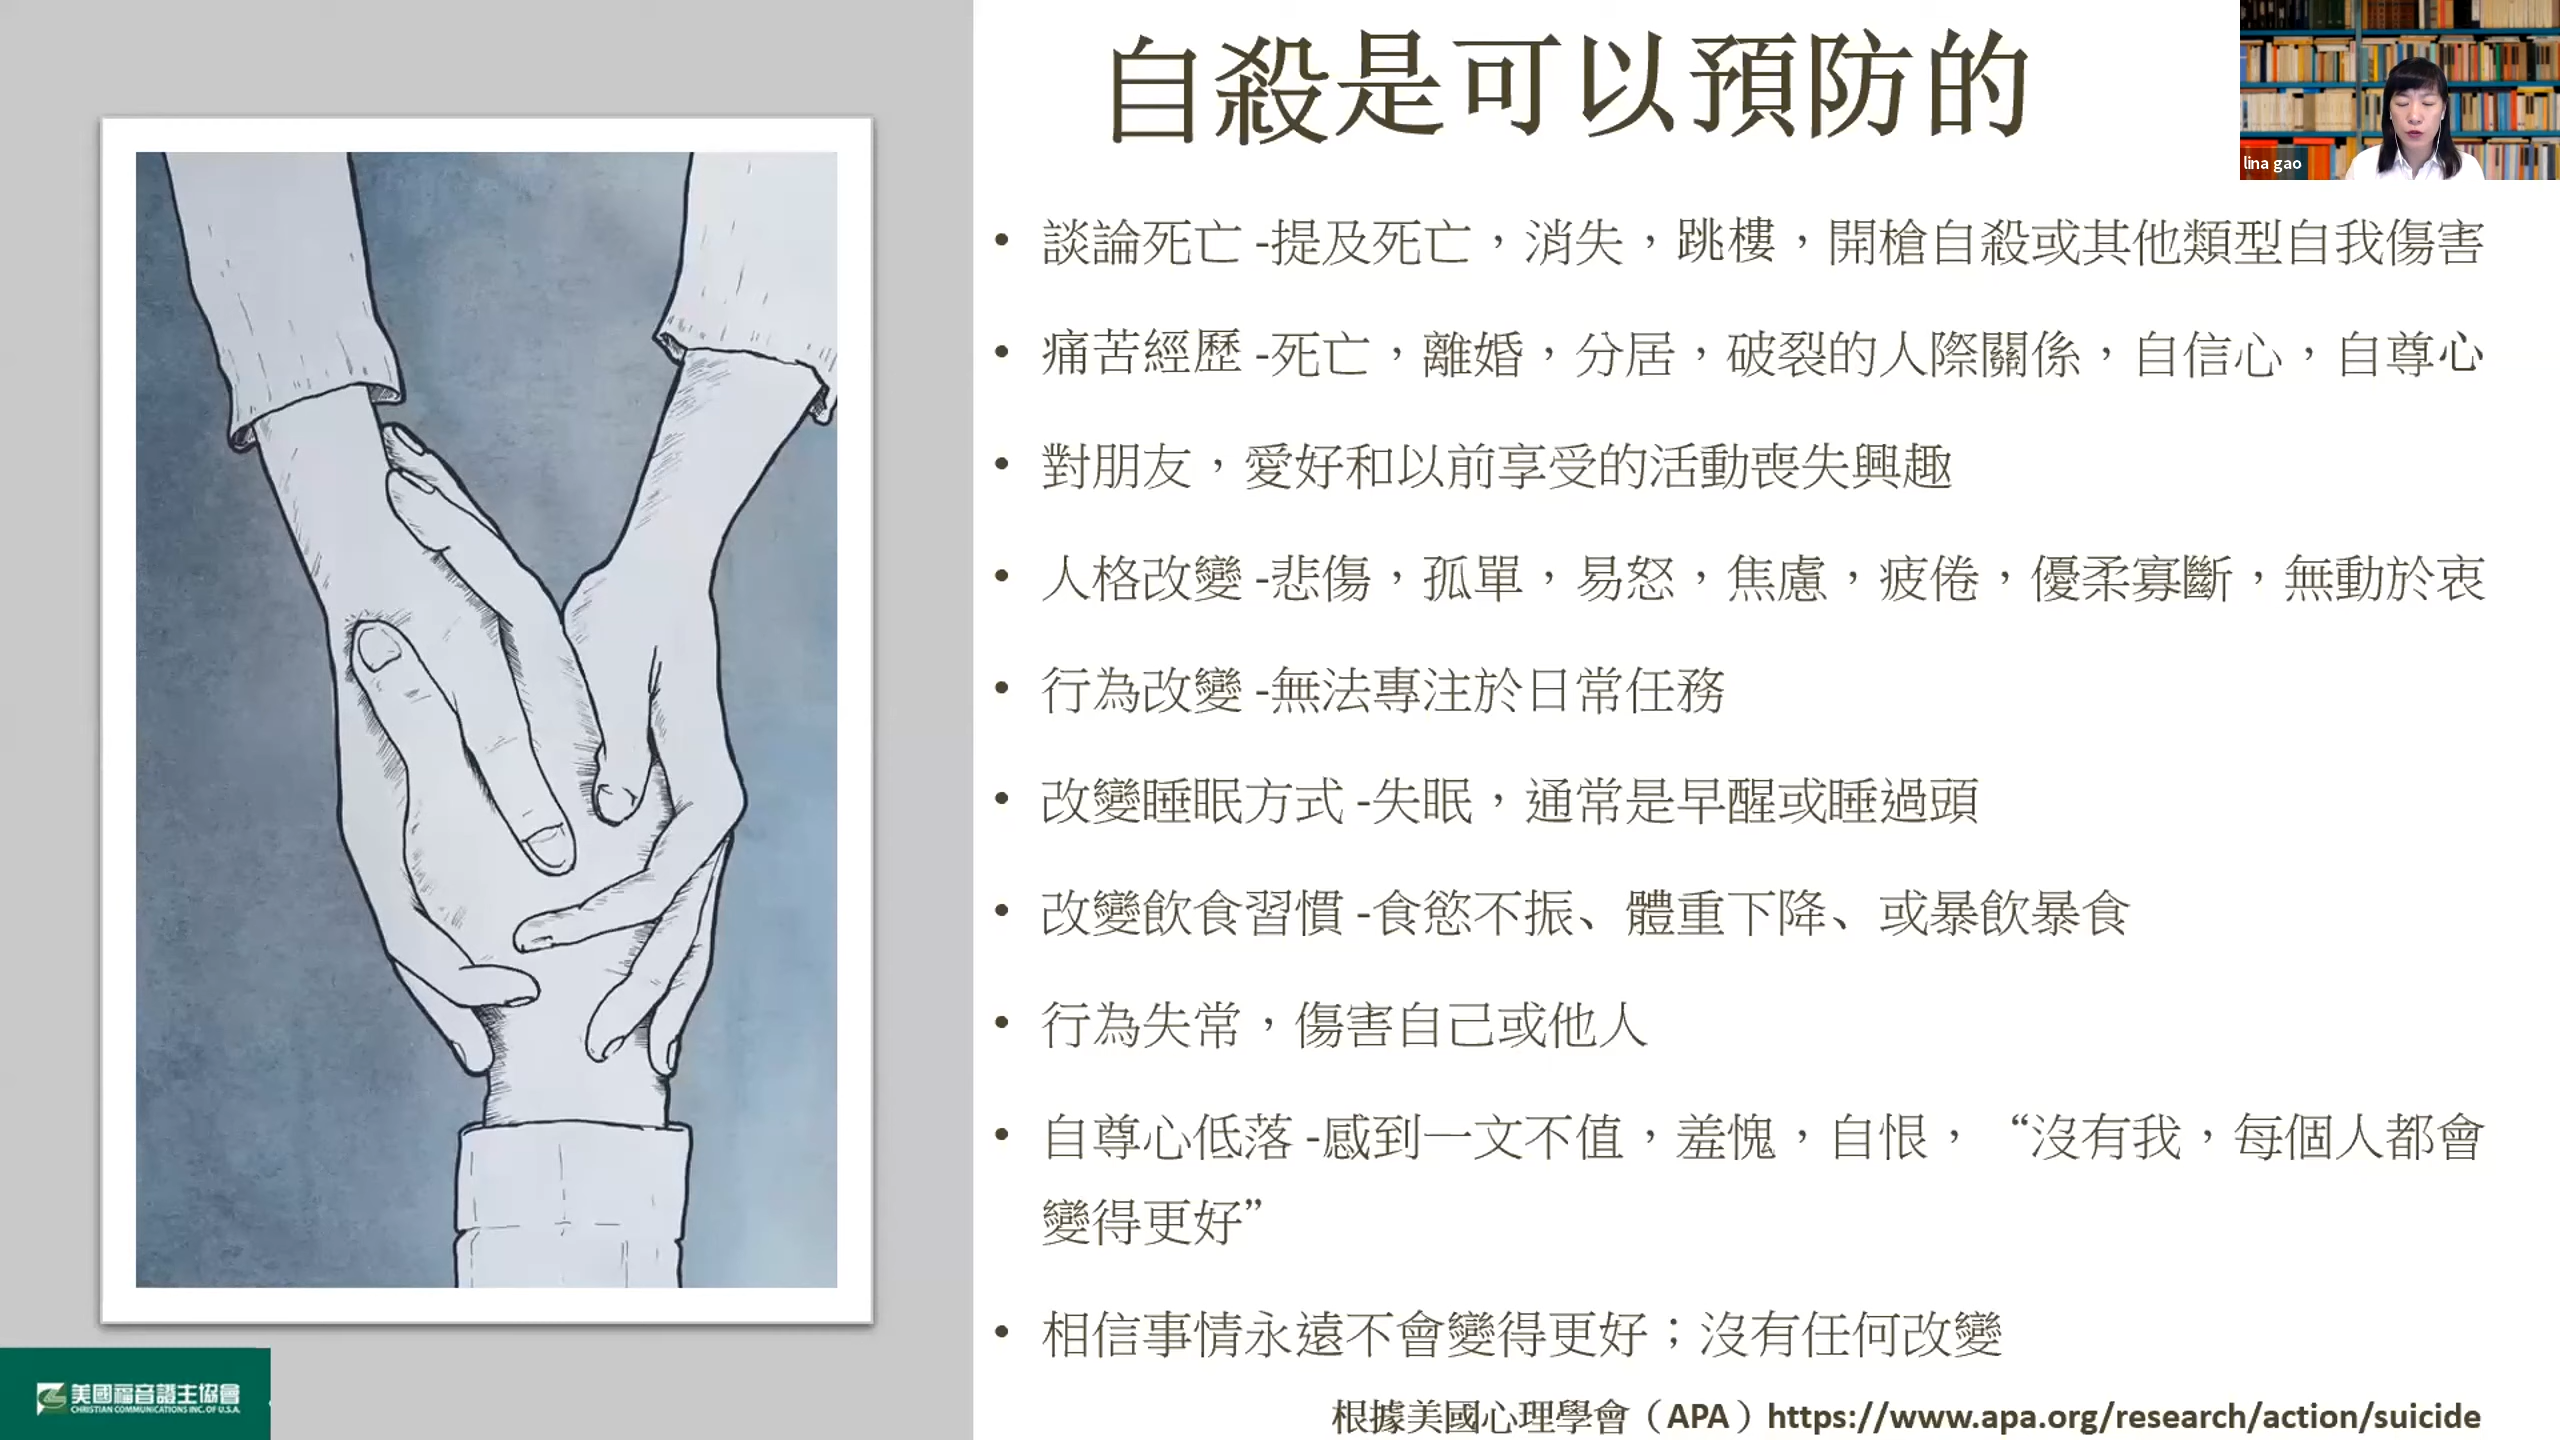 自殺是可以預防的
lina gao
• 談論死亡 -提及死亡，消失，跳樓，開槍自殺或其他類型自我傷害
• 痛苦經歷 -死亡，離婚，分居，破裂的人際關係，自信心，自尊心
• 對朋友，愛好和以前享受的活動喪失興趣
• 人格改變 -悲傷，孤單，易怒，焦慮，疲倦，優柔寡斷，無動於衷
• 行為改變 -無法專注於日常任務
• 改變睡眠方式 -失眠，通常是早醒或睡過頭
• 改變飲食習慣 -食慾不振、體重下降、或暴飲暴食
• 行為失常，傷害自己或他人
• 自尊心低落 -感到一文不值，羞愧，自恨，“沒有我，每個人都會
變得更好”
• 相信事情永遠不會變得更好；沒有任何改變
根據美國心理學會（APA）https://www.apa.org/research/action/suicide
美國福音證主協會
CHRISTIAN COMMUNICATIONS INC. OF U.S.A.